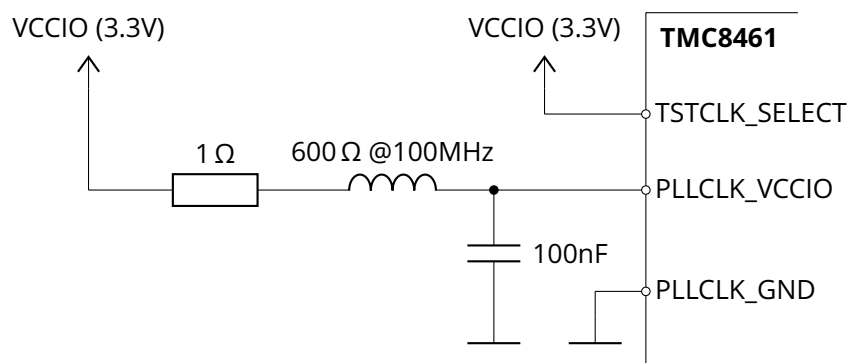 VCCIO (3.3V)
VCCIO (3.3V)
TMC8461
TSTCLK_SELECT
1 Ω
600 Ω @100MHz
PLLCLK_VCCIO
100nF
PLLCLK_GND